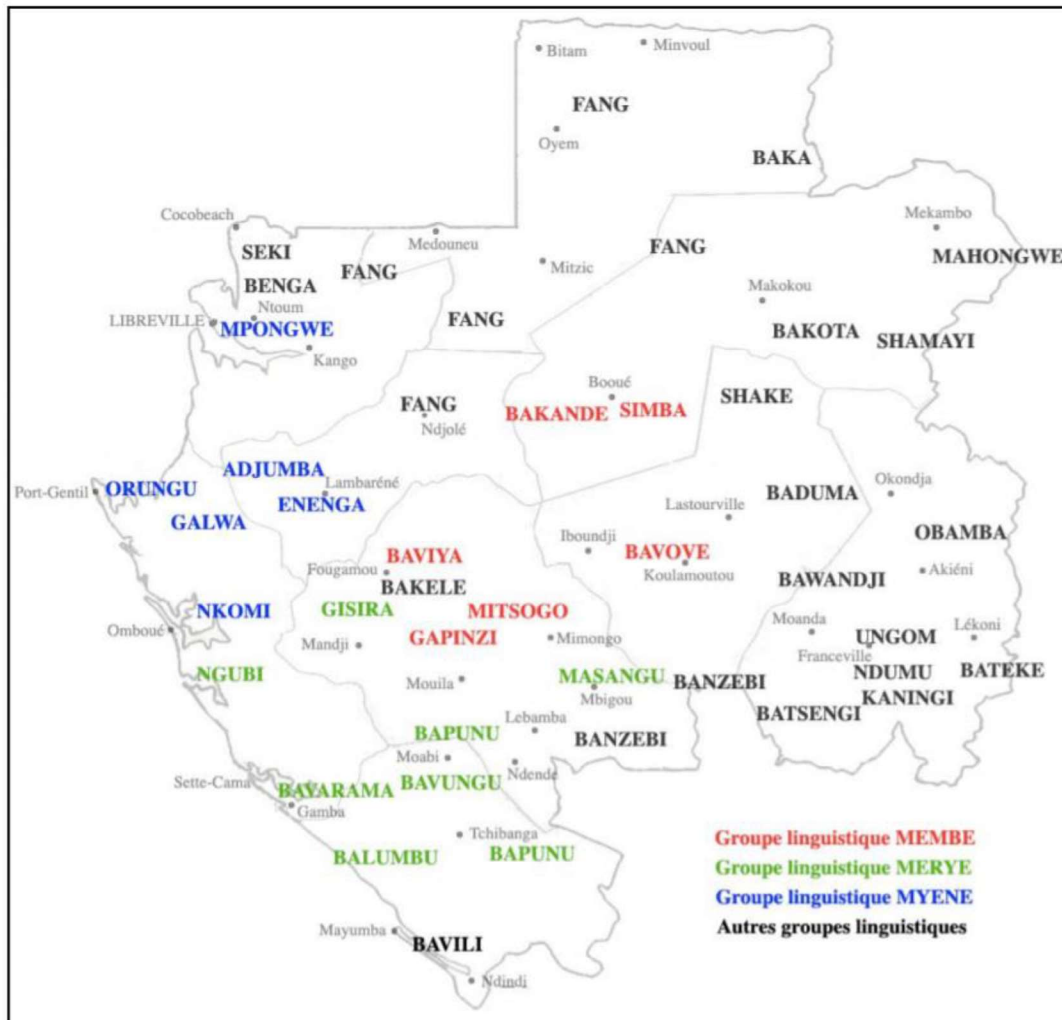 Bitam
Minvoul
FANG
Oyem
BAKA
Cocobeach
Mekambo
SEKI
Medouneu
FANG
MAHONGWE
BENGA
FANG
Mitzic
Makokou
Ntoum
LIBREVILLE
MPONGWE
FANG
BAKOTA
SHAMAYI
Kango
Booué
SHAKE
FANG
BAKANDE
SIMBA
Ndjolé
ADJUMBA
Lambaréné
Okondja
Port-Gentil
ORUNGU
ENENGA
BADUMA
GALWA
Lastourville
OBAMBA
Iboundji
BAVIYA
BAVOVE
Fougamou
Koulamoutou
Akiéni
BAKELE
BAWANDJI
NKOMI
GISIRA
MITSOGO
Moanda
Omboué
GAPINZI
Mimongo
UNGOM
Lékoni
Mandji
Franceville
NGUBI
MASANGU
BANZEBI
NDUMU
BATEKE
Mouila
Mbigou
KANINGI
BATSENGI
Lebamba
BAPUNU
BANZEBI
Moabi
Ndendé
Sette-Cama
BAVARAMA
BAVUNGU
Gamba
Tchibanga
BALUMBU
BAPUNU
Groupe linguistique MEMBE
Groupe linguistique MERYE
Groupe linguistique MYENE
Autres groupes linguistiques
Mayumba
BAVILI
Ndindi